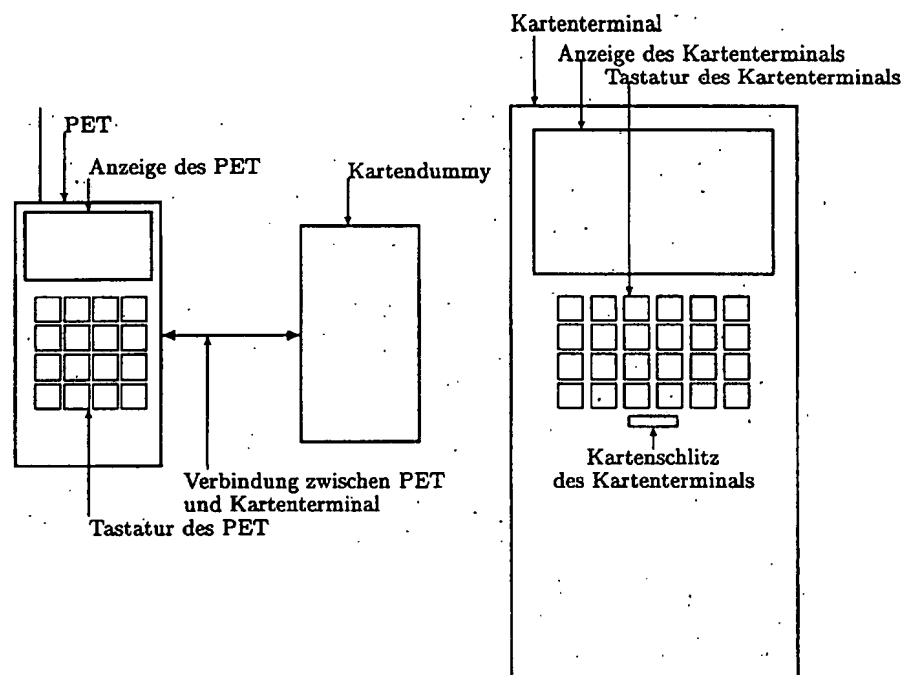 Kartenterminal
Anzeige des Kartenterminals
Tastatur des Kartenterminals
PET
Anzeige des PET
Kartendummy
Kartenschlitz
des Kartenterminals
Verbindung zwischen PET
und Kartenterminal
Tastatur des PET